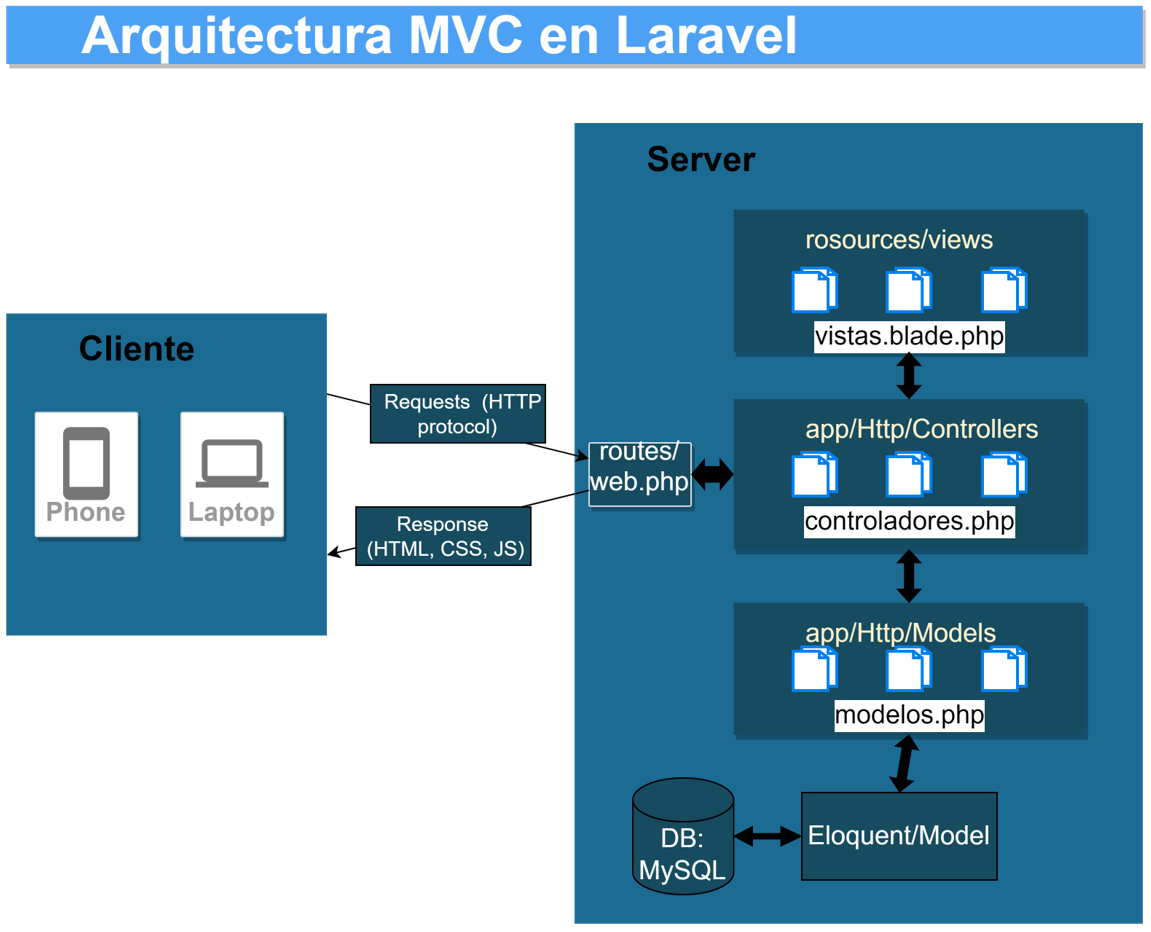 Arquitectura MVC en Laravel
Server
rosources/views
vistas.blade.php
Cliente
Phone
Laptop
Requests (HTTP
protocol)
Response
(HTML, CSS, JS)
routes/
web.php
app/Http/Controllers
controladores.php
app/Http/Models
modelos.php
DB:
MySQL
Eloquent/Model